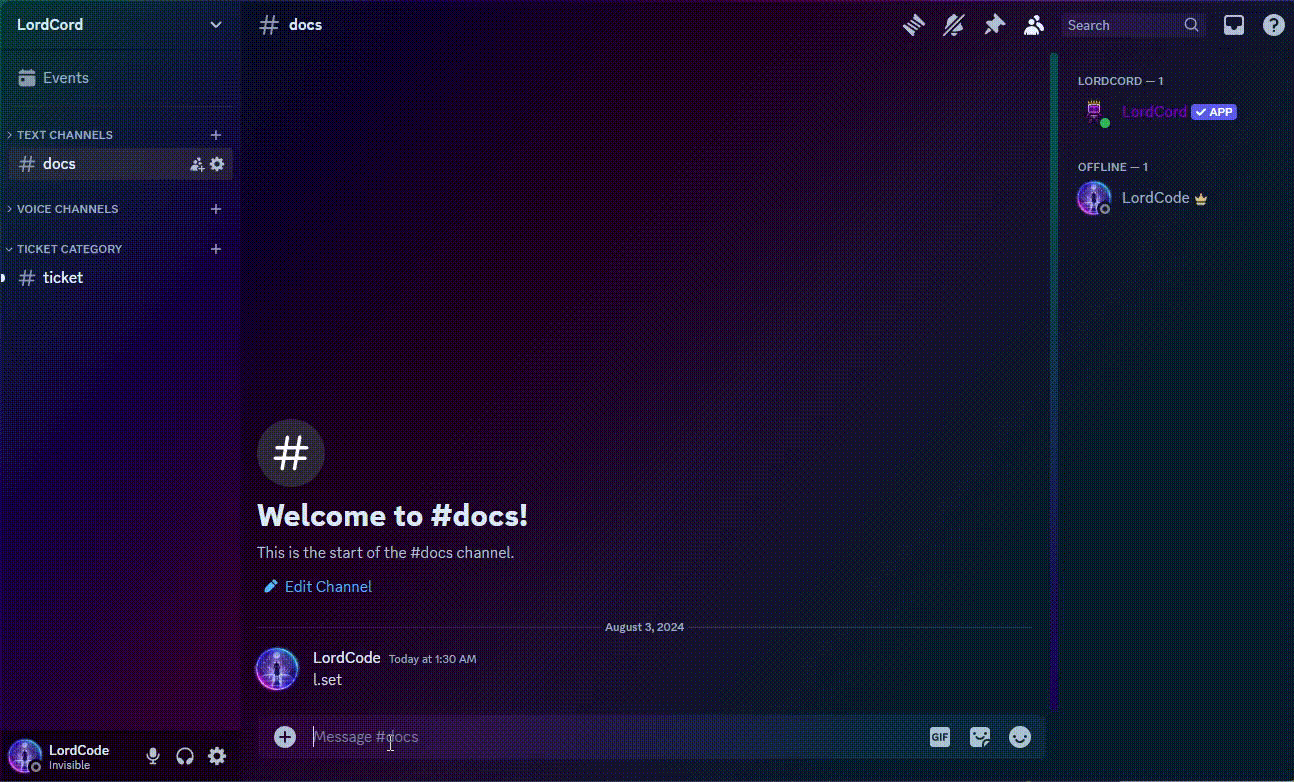 LordCord
Events
TEXT CHANNELS
docs
VOICE CHANNELS
TICKET CATEGORY
ticket
LordCode
Invisible
docs
Search
Welcome to #docs!
This is the start of the #docs channel.
Edit Channel
August 3, 2024
LordCode Today at 1:30 AM
l.set
Message #docs
GIF
LORDCORD — 1
LordCord APP
OFFLINE — 1
LordCode